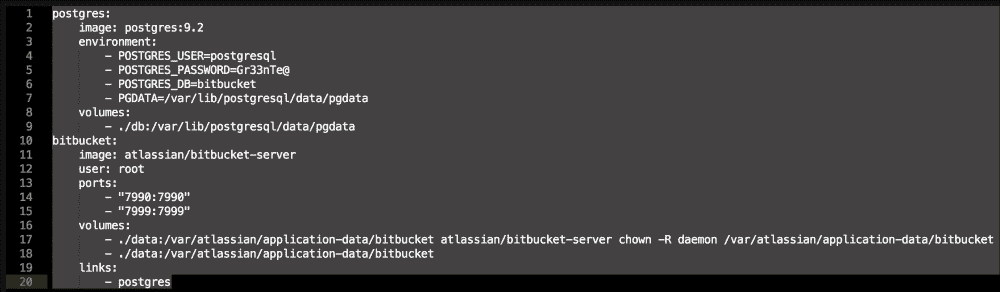 1 postgres:
2 image: postgres:9.2
3 environment:
4 - POSTGRES_USER=postgresql
5 - POSTGRES_PASSWORD=Gr33nTe@
6 - POSTGRES_DB=bitbucket
7 - PGDATA=/var/lib/postgresql/data/pgdata
8 volumes:
9 - ./db:/var/lib/postgresql/data/pgdata
10 bitbucket:
11 image: atlassian/bitbucket-server
12 user: root
13 ports:
14 - "7990:7990"
15 - "7999:7999"
16 volumes:
17 - ./data:/var/atlassian/application-data/bitbucket atlassian/bitbucket-server chown -R daemon /var/atlassian/application-data/bitbucket
18 - ./data:/var/atlassian/application-data/bitbucket
19 links:
20 - postgres